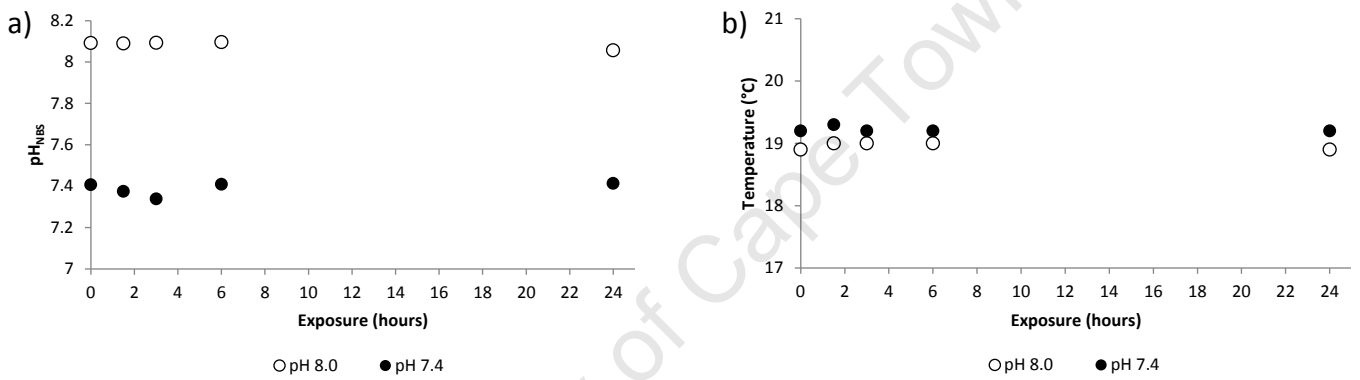 a)
8.2
8
7.8
7.6
7.4
7.2
7
pH NBS
0 2 4 6 8 10 12 14 16 18 20 22 24
Exposure (hours)
pH 8.0 pH 7.4
b)
21
20
19
18
17
Temperature (°C)
0 2 4 6 8 10 12 14 16 18 20 22 24
Exposure (hours)
pH 8.0 pH 7.4
of Cape Town